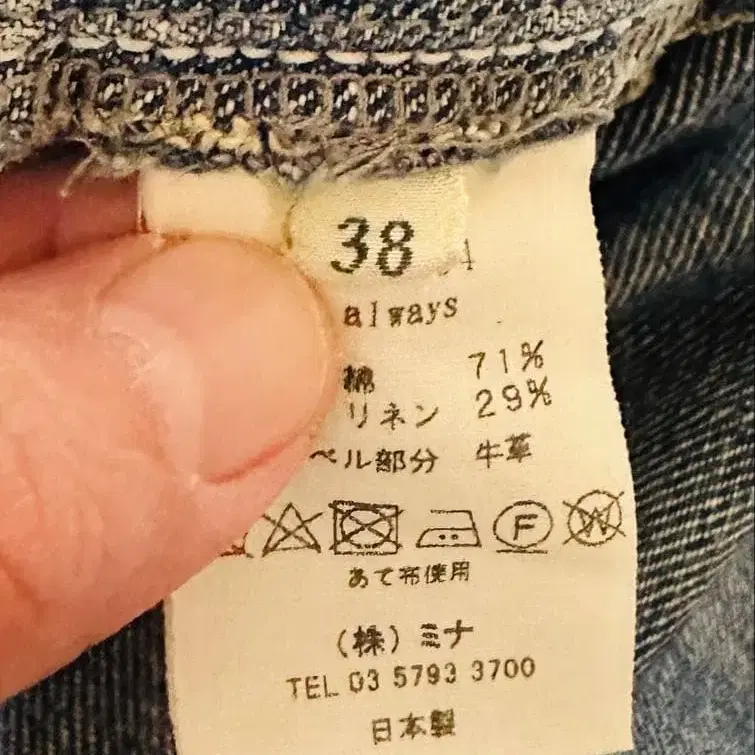 38
always
綿 71%
リネン 29%
ベル部分 牛革
F W
あて布使用
(株)ミナ
TEL 03 5793 3700
日本製